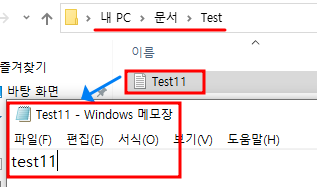 > 내 PC > 문서 > Test
이름
즐겨찾기
Test11
바탕 화면
Test11 - Windows 메모장
파일(F) 편집(E) 서식(O) 보기(V) 도움말(H)
test11